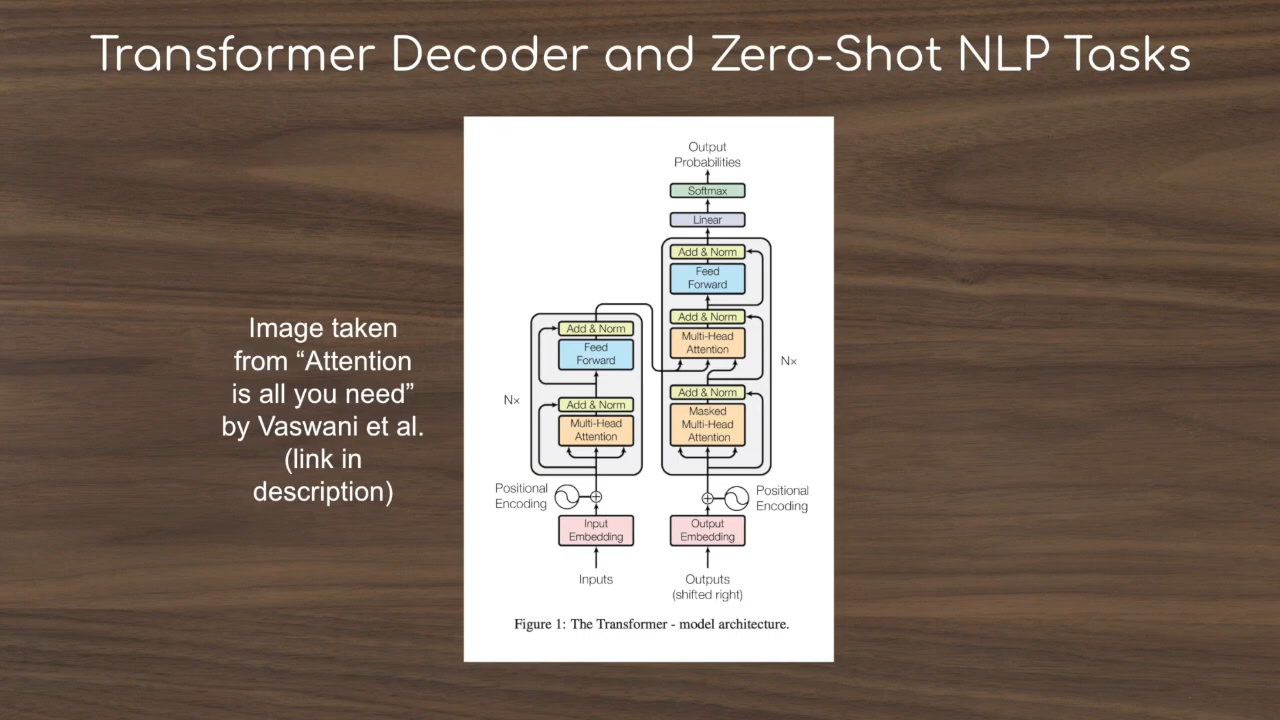 Transformer Decoder and Zero-Shot NLP Tasks
Image taken
from “Attention
is all you need”
by Vaswani et al.
(link in
description)
Output
Probabilities
Softmax
Linear
Add & Norm
Feed
Forward
Add & Norm
Multi-Head
Attention
Add & Norm
Masked
Multi-Head
Attention
Nx
Add & Norm
Feed
Forward
Add & Norm
Multi-Head
Attention
Nx
Positional
Encoding
Positional
Encoding
Input
Embedding
Output
Embedding
Inputs
Outputs
(shifted right)
Figure 1: The Transformer - model architecture.